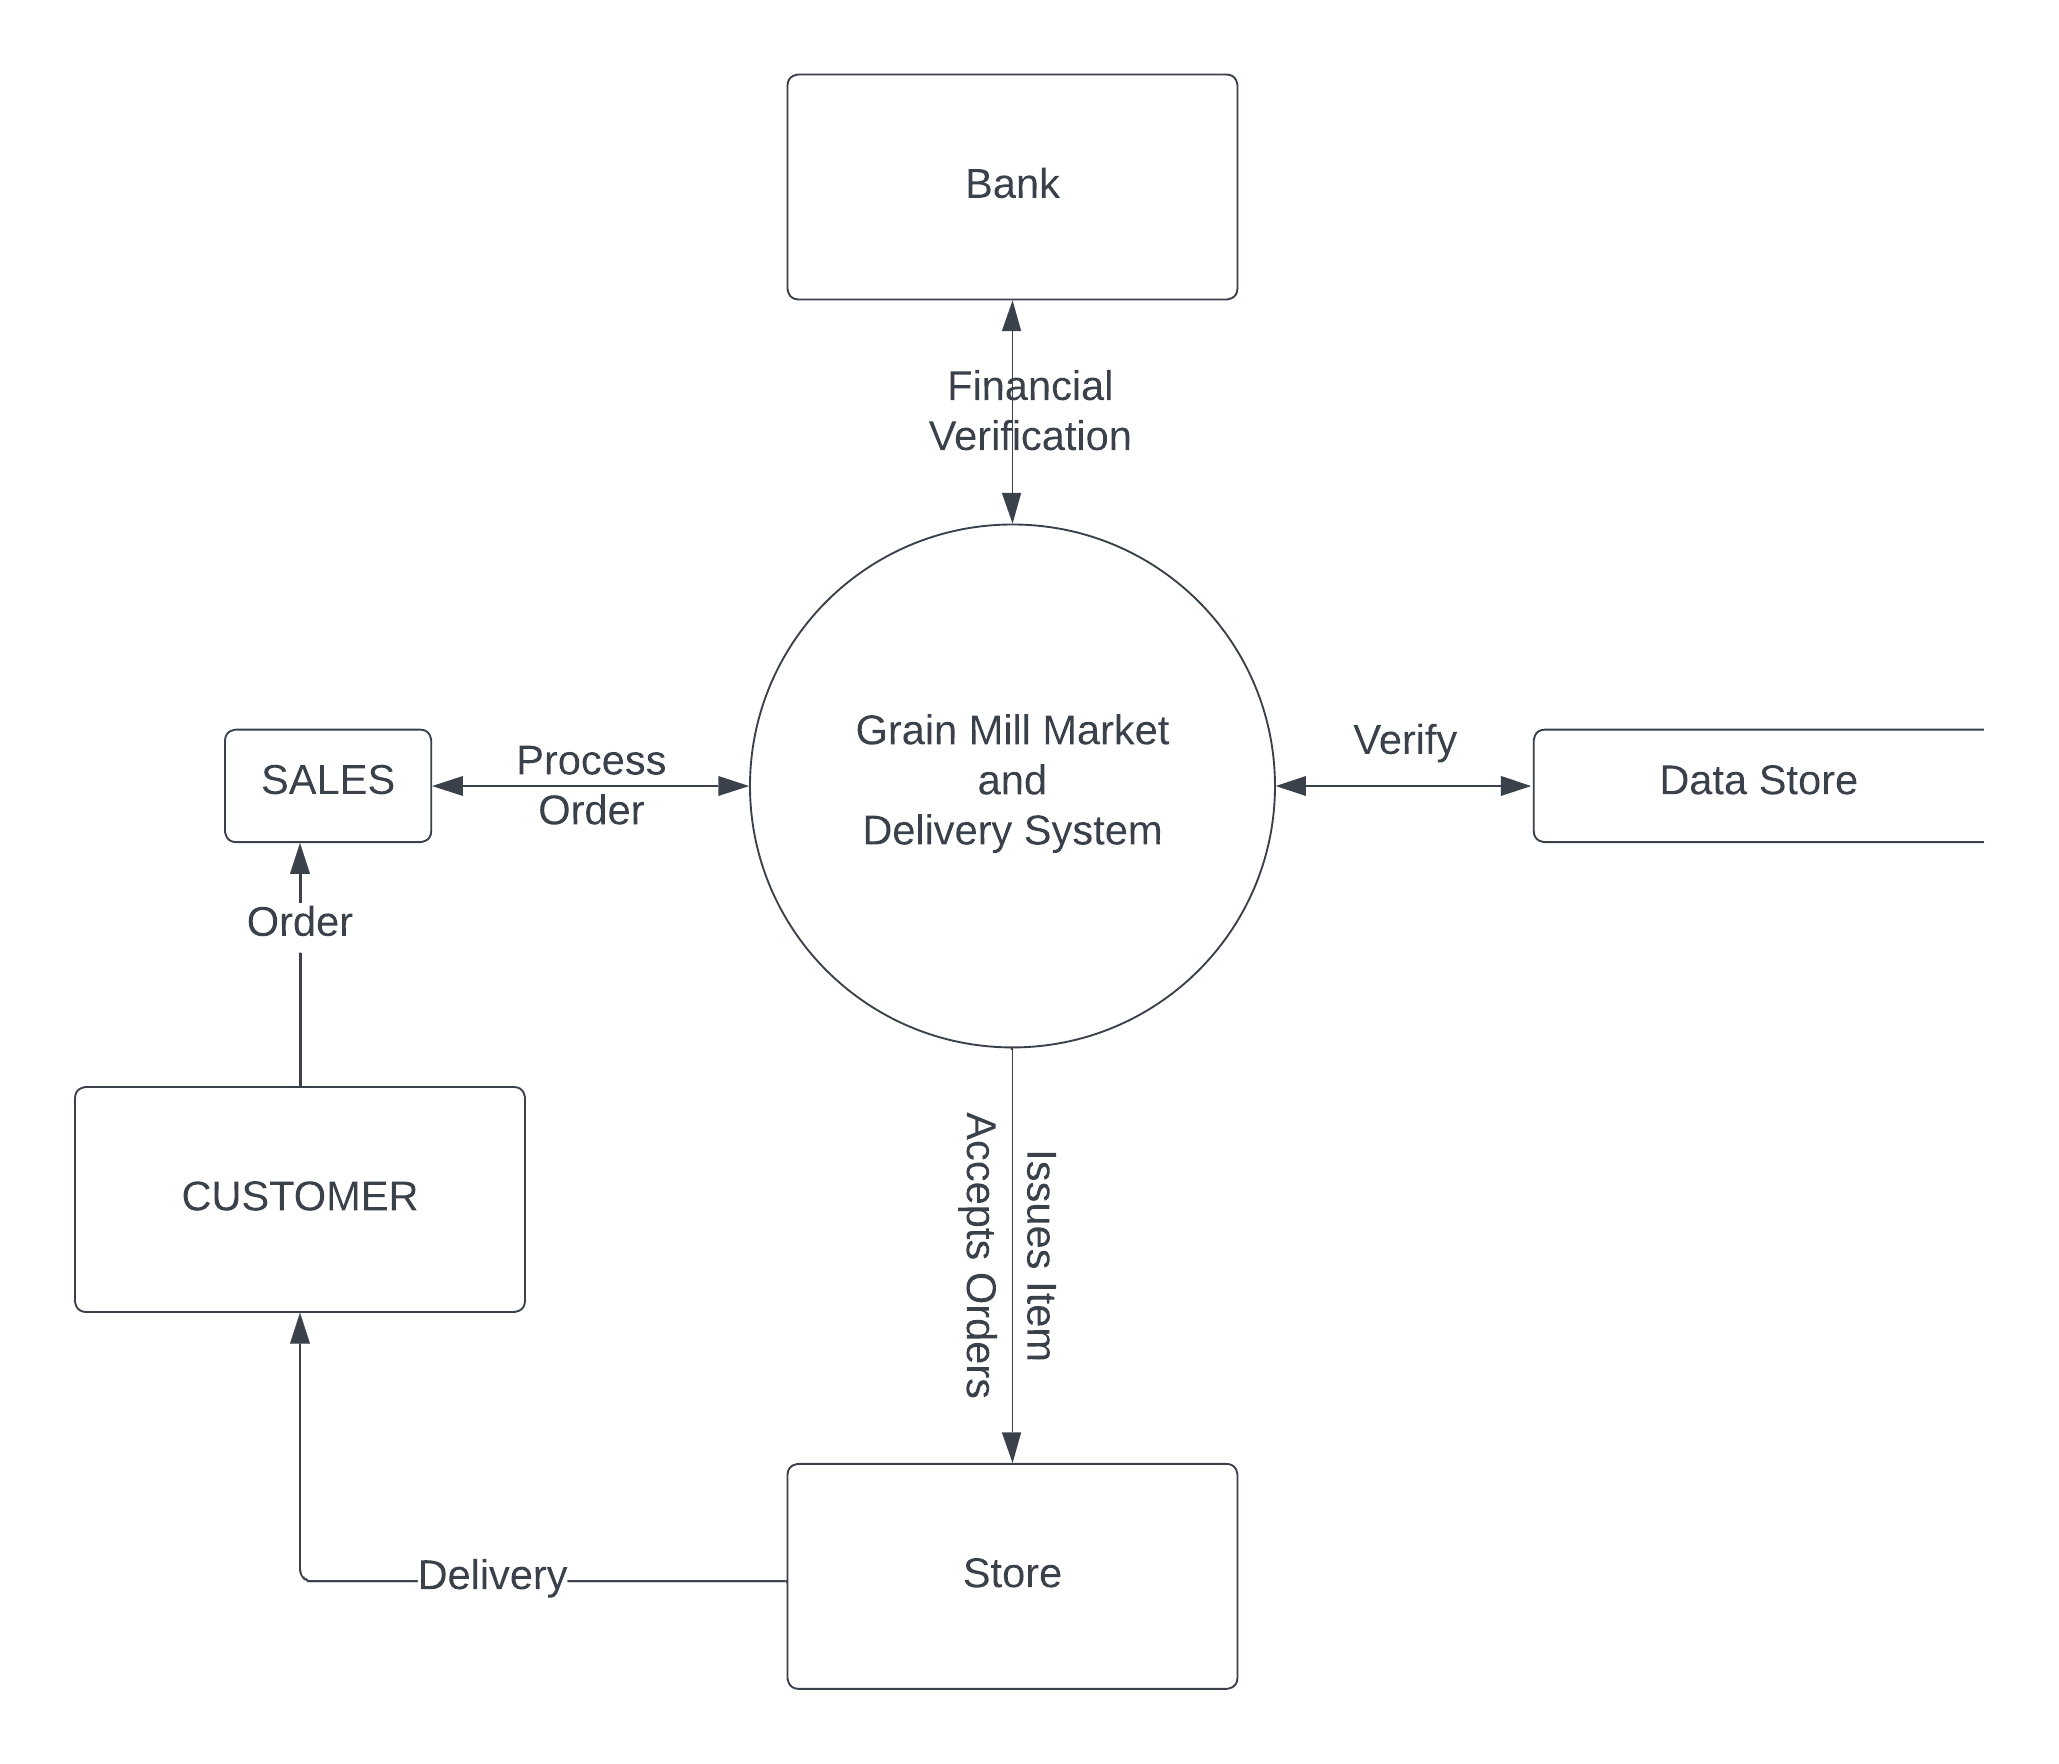 Bank
Financial
Verification
Grain Mill Market
and
Delivery System
SALES
Process
Order
Verify
Data Store
Order
CUSTOMER
Accepts Orders
Issues Item
Delivery
Store